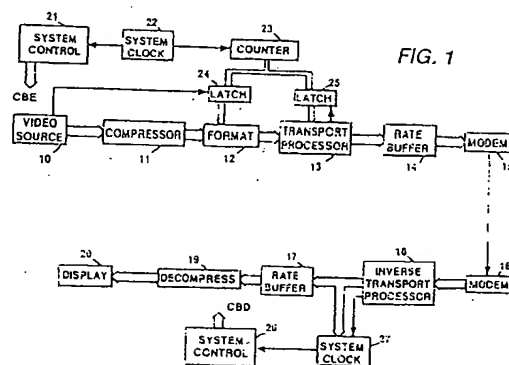 21
SYSTEM CONTROL
22
SYSTEM CLOCK
23
COUNTER
FIG. 1
CBE
24
LATCH
25
LATCH
VIDEO SOURCE
10
COMPRESSOR
11
FORMAT
12
TRANSPORT PROCESSOR
13
RATE BUFFER
14
MODEM
20
DISPLAY
19
DECOMPRESS
17
RATE BUFFER
INVERSE TRANSPORT PROCESSOR
MODEM
16
CBD
SYSTEM CONTROL
26
SYSTEM CLOCK
27